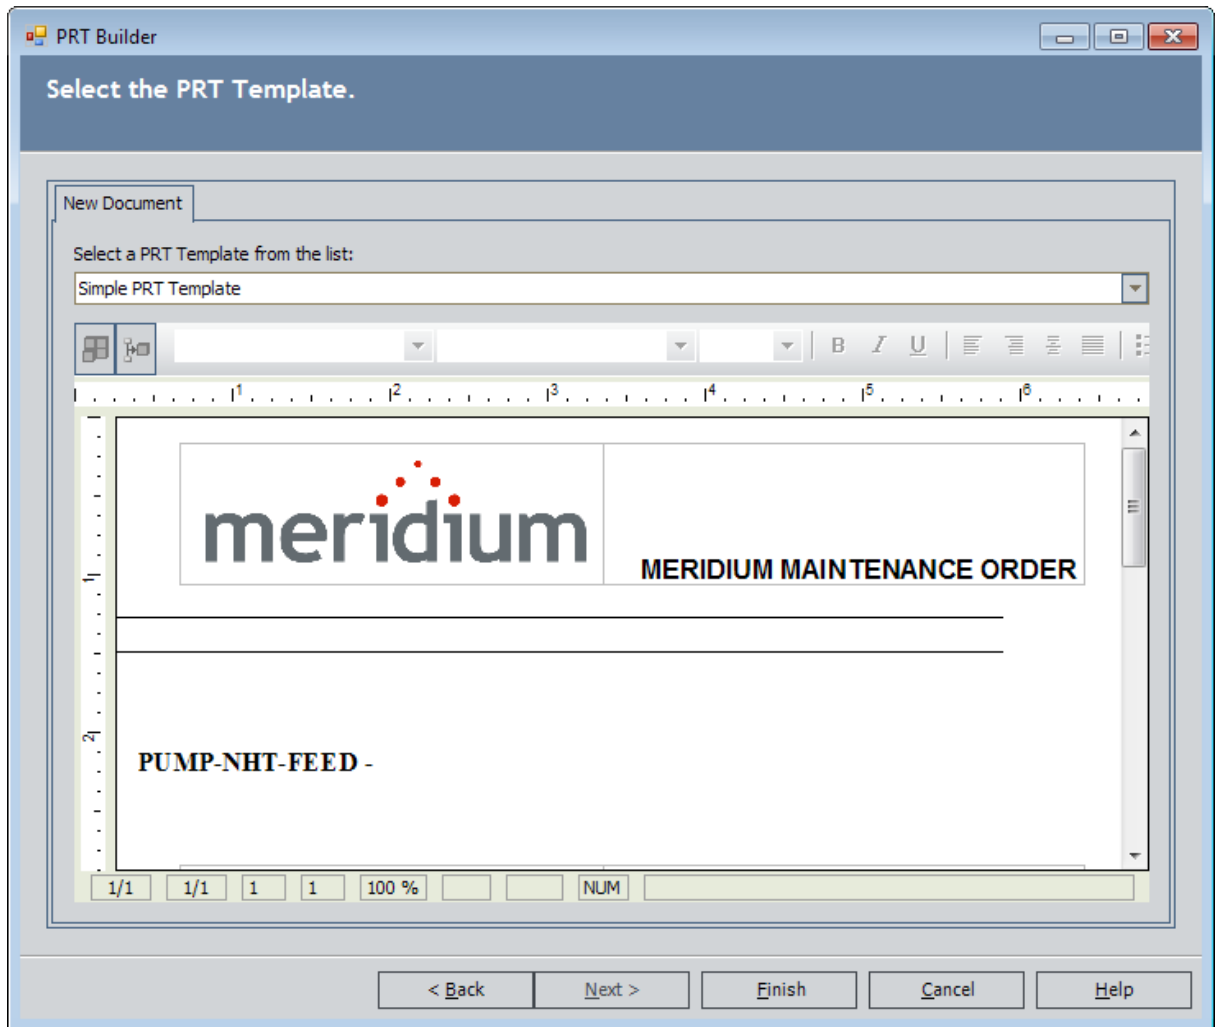 PRT Builder
Select the PRT Template.
New Document
Select a PRT Template from the list:
Simple PRT Template
B I U
1 2 3 4 5 6
meridium
MERIDIUM MAINTENANCE ORDER
1
2
PUMP-NHT-FEED -
1/1 1/1 1 1 100 % NUM
< Back Next > Finish Cancel Help